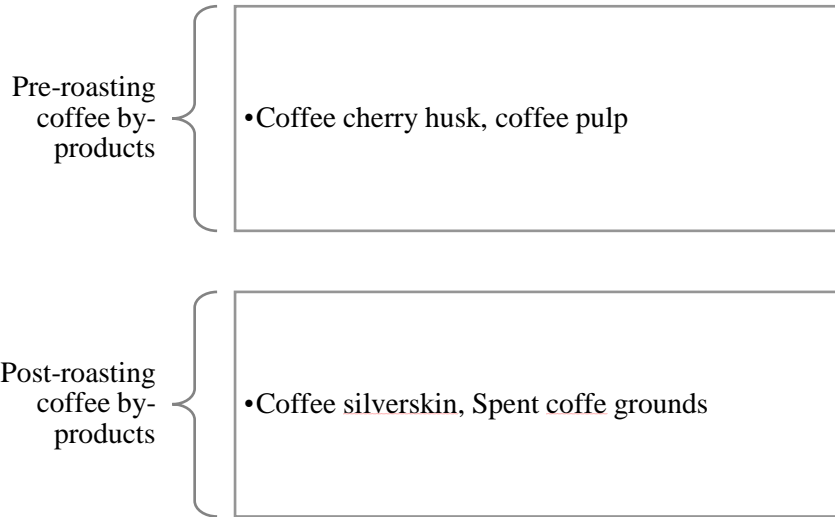 Pre-roasting
coffee by-
products
•Coffee cherry husk, coffee pulp
Post-roasting
coffee by-
products
•Coffee silverskin, Spent coffe grounds